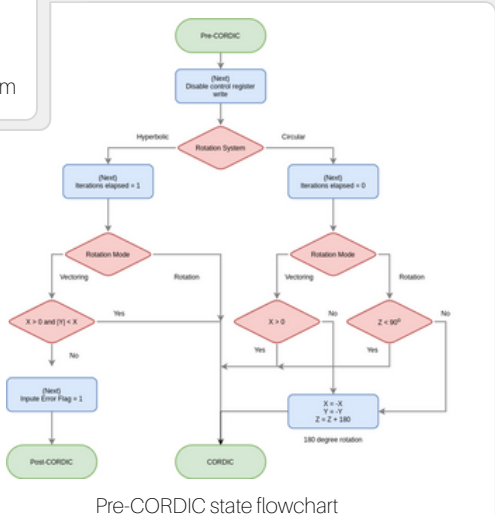 m
Pre-CORDIC
(Next)
Disable control register
write
Hyperbolic
Circular
Rotation System
(Next)
Iterations elapsed = 1
(Next)
Iterations elapsed = 0
Rotation Mode
Rotation Mode
Vectoring
Rotation
Vectoring
Rotation
X > 0 and |Y| < X
Yes
X > 0
No
Z < 90º
No
No
Yes
Yes
(Next)
Inpute Error Flag = 1
X = -X
Y = -Y
Z = Z + 180
180 degree rotation
Post-CORDIC
CORDIC
Pre-CORDIC state flowchart